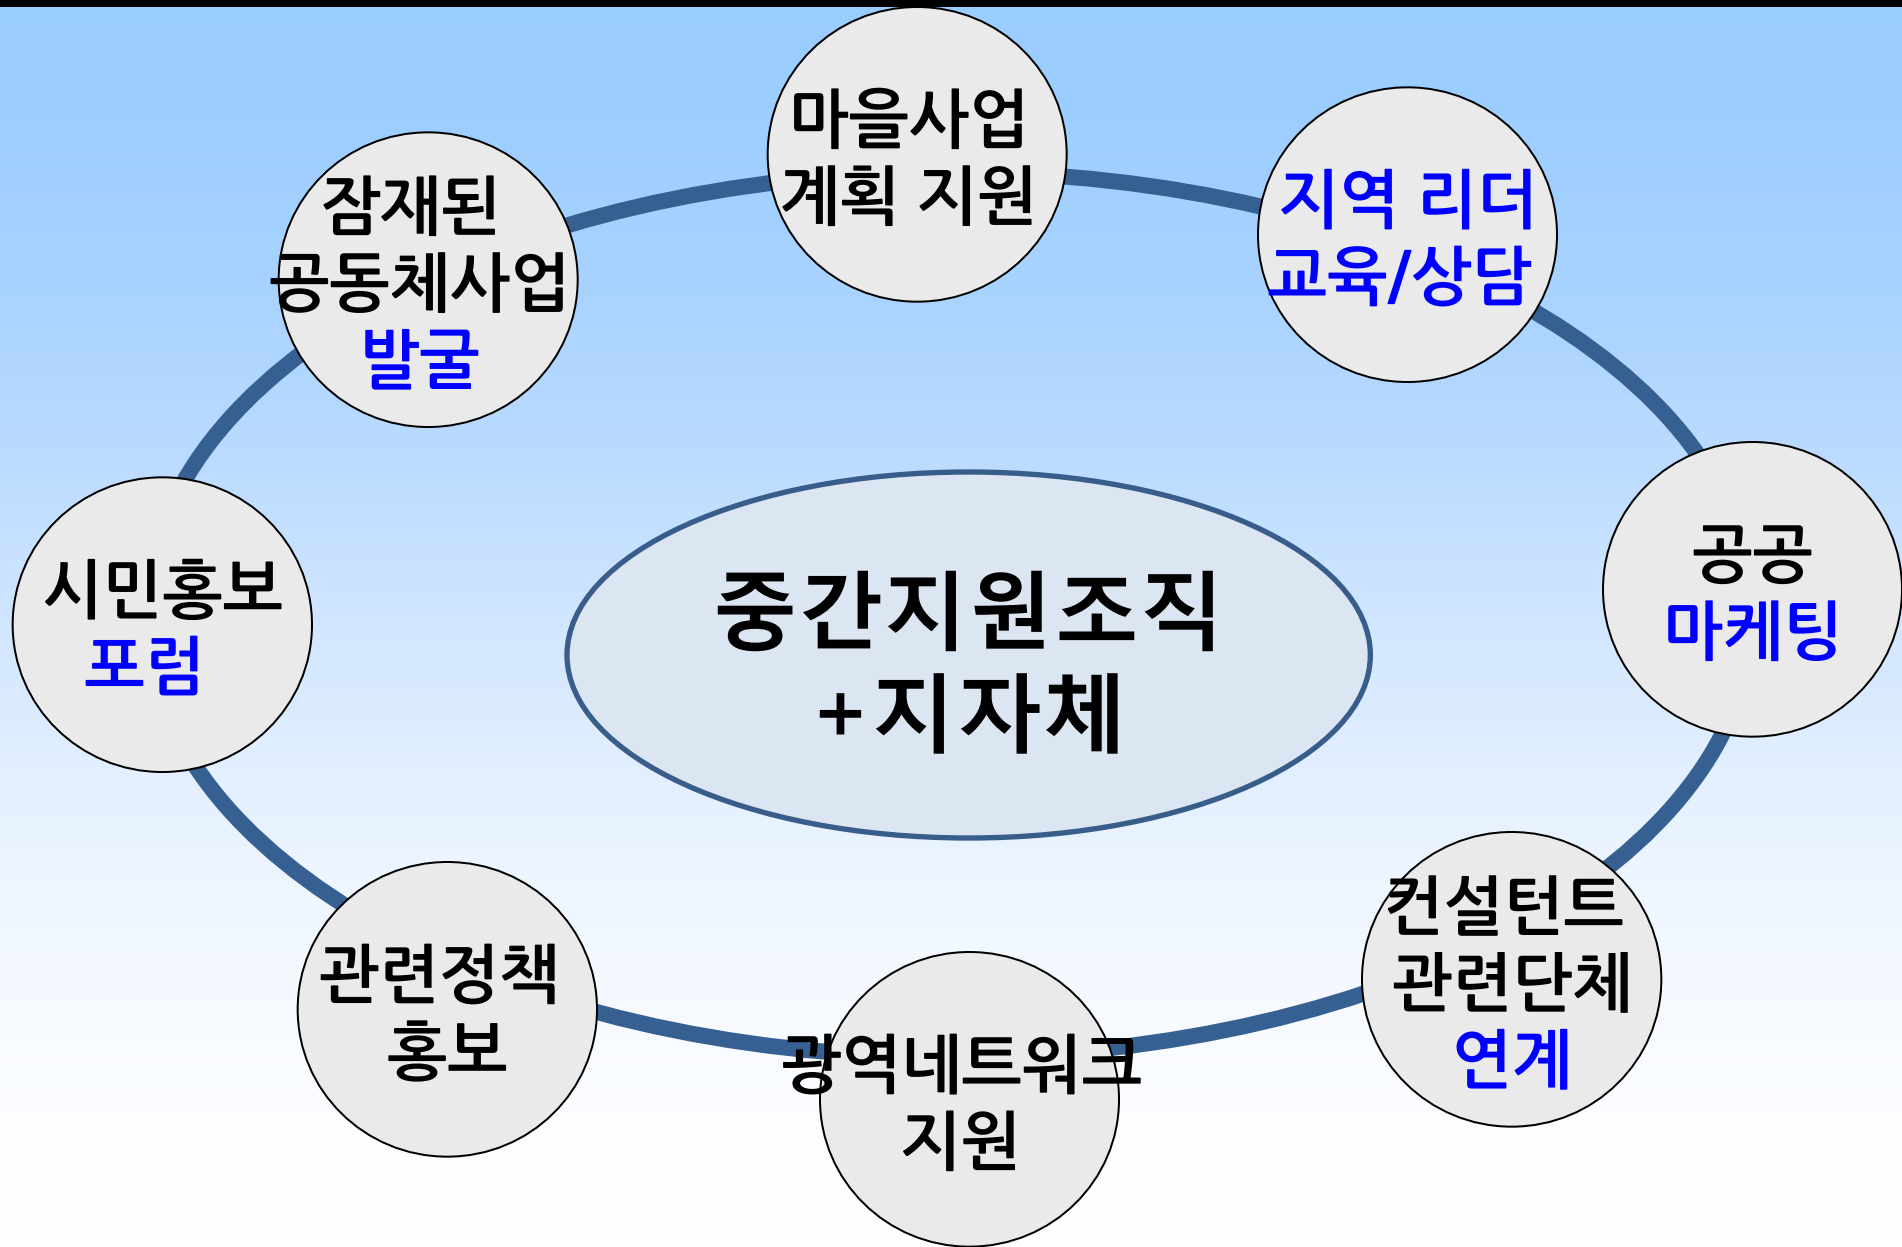 마을사업
계획 지원
지역 리더
교육/상담
공공
마케팅
컨설턴트
관련단체
연계
광역네트워크
지원
관련정책
홍보
시민홍보
포럼
잠재된
공동체사업
발굴
중간지원조직
+지자체